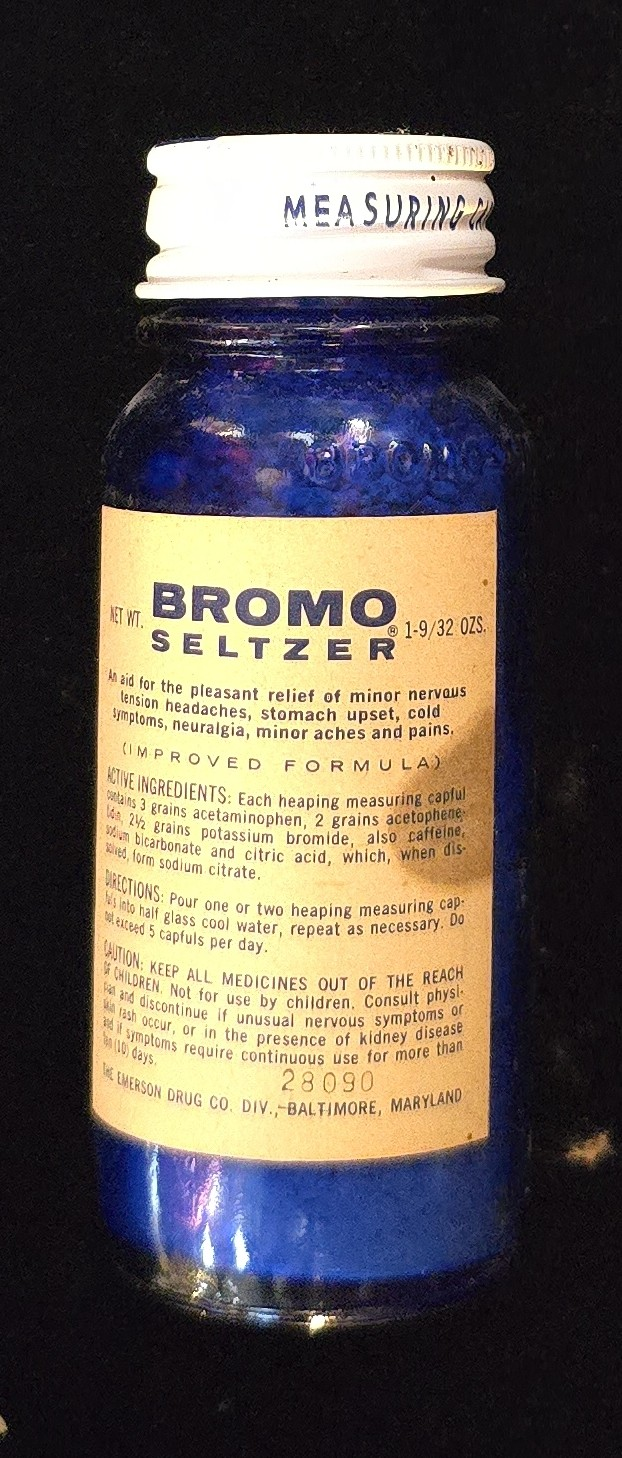 MEASURING CA
BROMO-
BROMO
NET WT. SELTZER® 1-9/32 OZS.
An aid for the pleasant relief of minor nervous
tension headaches, stomach upset, cold
symptoms, neuralgia, minor aches and pains.
(IMPROVED FORMULA)
ACTIVE INGREDIENTS: Each heaping measuring capful
contains 3 grains acetaminophen, 2 grains acetophene-
tidin, 2½ grains potassium bromide, also caffeine,
sodium bicarbonate and citric acid, which, when dis-
solved, form sodium citrate.
DIRECTIONS: Pour one or two heaping measuring cap-
ful's into half glass cool water, repeat as necessary. Do
not exceed 5 capfuls per day.
CAUTION: KEEP ALL MEDICINES OUT OF THE REACH
OF CHILDREN. Not for use by children. Consult physi-
cian and discontinue if unusual nervous symptoms or
skin rash occur, or in the presence of kidney disease
and if symptoms require continuous use for more than
ten (10) days.
28090
THE EMERSON DRUG CO. DIV., BALTIMORE, MARYLAND